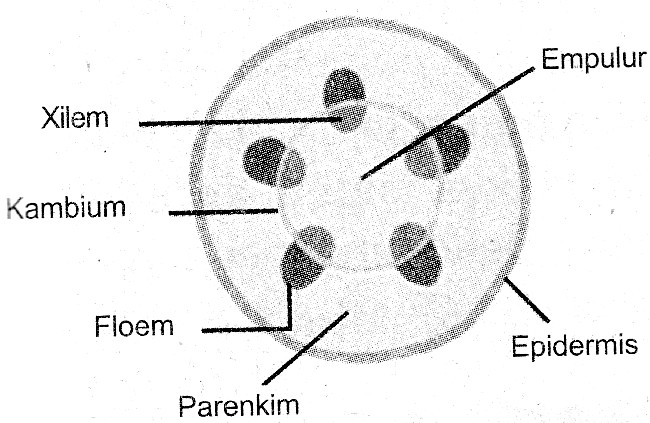 Empulur
Xilem
Kambium
Floem
Epidermis
Parenkim